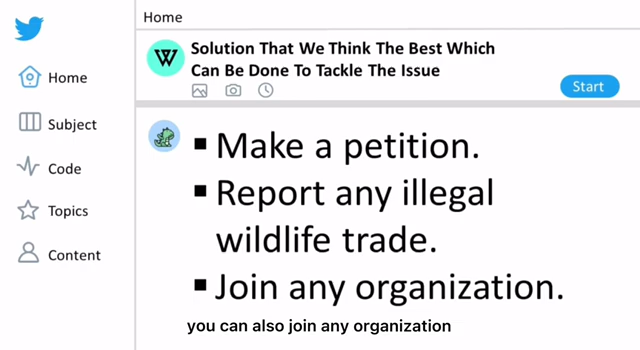 Home
Solution That We Think The Best Which
Can Be Done To Tackle The Issue
Start
Home
Subject
Code
Topics
Content
▪ Make a petition.
▪ Report any illegal
wildlife trade.
▪ Join any organization.
you can also join any organization